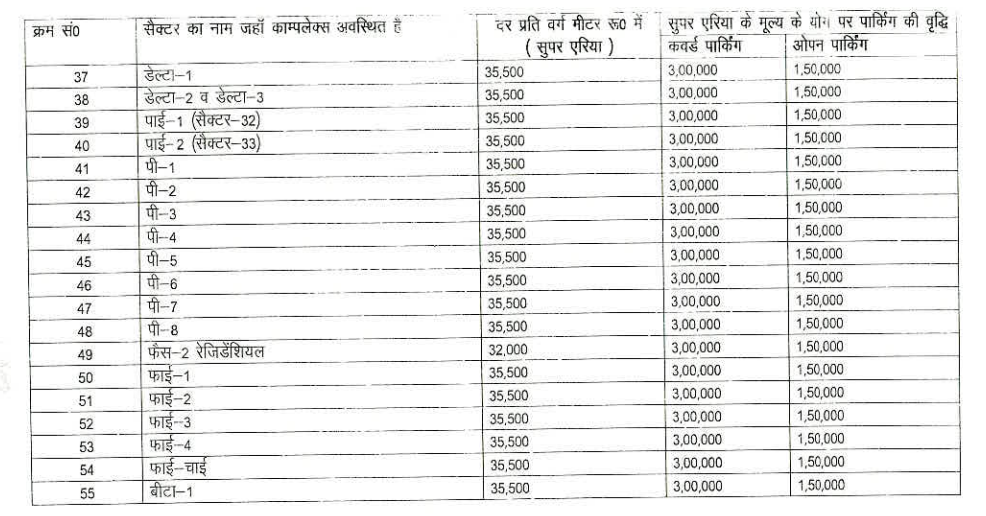 क्रम सं0 सैक्टर का नाम जहॉ काम्पलेक्स अवस्थित है दर प्रति वर्ग मीटर रू0 में सुपर एरिया के मूल्य के योग पर पार्किंग की वृद्धि
( सुपर एरिया ) कवर्ड पार्किंग ओपन पार्किंग
37 डेल्टा-1 35,500 3,00,000 1,50,000
38 डेल्टा-2 व डेल्टा-3 35,500 3,00,000 1,50,000
39 पाई-1 (सैक्टर-32) 35,500 3,00,000 1,50,000
40 पाई-2 (सैक्टर-33) 35,500 3,00,000 1,50,000
41 पी-1 35,500 3,00,000 1,50,000
42 पी-2 35,500 3,00,000 1,50,000
43 पी-3 35,500 3,00,000 1,50,000
44 पी-4 35,500 3,00,000 1,50,000
45 पी-5 35,500 3,00,000 1,50,000
46 पी-6 35,500 3,00,000 1,50,000
47 पी-7 35,500 3,00,000 1,50,000
48 पी-8 35,500 3,00,000 1,50,000
49 फैस-2 रेजिडेंशियल 32,000 3,00,000 1,50,000
50 फाई-1 35,500 3,00,000 1,50,000
51 फाई-2 35,500 3,00,000 1,50,000
52 फाई-3 35,500 3,00,000 1,50,000
53 फाई-4 35,500 3,00,000 1,50,000
54 फाई-चाई 35,500 3,00,000 1,50,000
55 बीटा-1 35,500 3,00,000 1,50,000